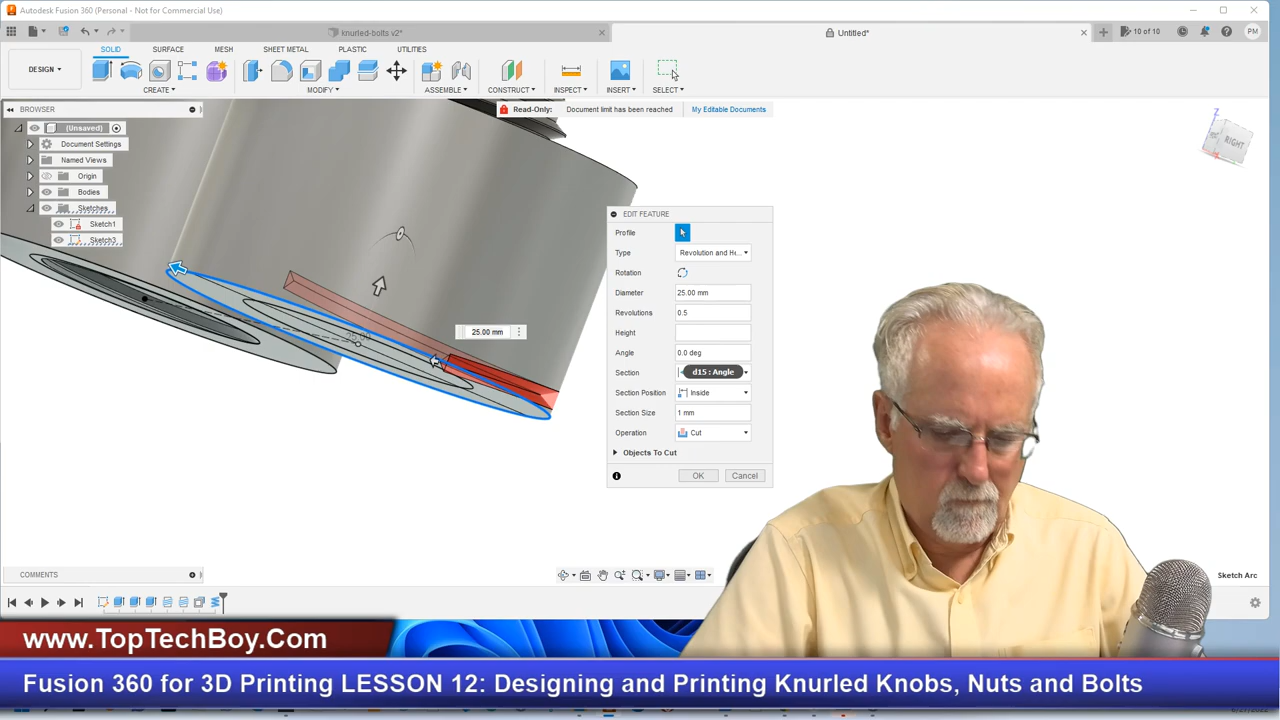 Autodesk Fusion 360 (Personal - Not for Commercial Use)
knurled-bolts v2*
Untitled*
10 of 10
PM
DESIGN
SOLID
SURFACE
MESH
SHEET METAL
PLASTIC
UTILITIES
CREATE
MODIFY
ASSEMBLE
CONSTRUCT
INSPECT
INSERT
SELECT
BROWSER
Read-Only:
Document limit has been reached
My Editable Documents
(Unsaved)
Document Settings
Named Views
Origin
Bodies
Sketches
Sketch1
Sketch3
Z
RIGHT
25.00
25.00 mm
EDIT FEATURE
Profile
Type
Revolution and He...
Rotation
Diameter
25.00 mm
Revolutions
0.5
Height
Angle
0.0 deg
Section
d15 : Angle
Section Position
Inside
Section Size
1 mm
Operation
Cut
Objects To Cut
OK
Cancel
COMMENTS
Sketch Arc
www.TopTechBoy.Com
Fusion 360 for 3D Printing LESSON 12: Designing and Printing Knurled Knobs, Nuts and Bolts